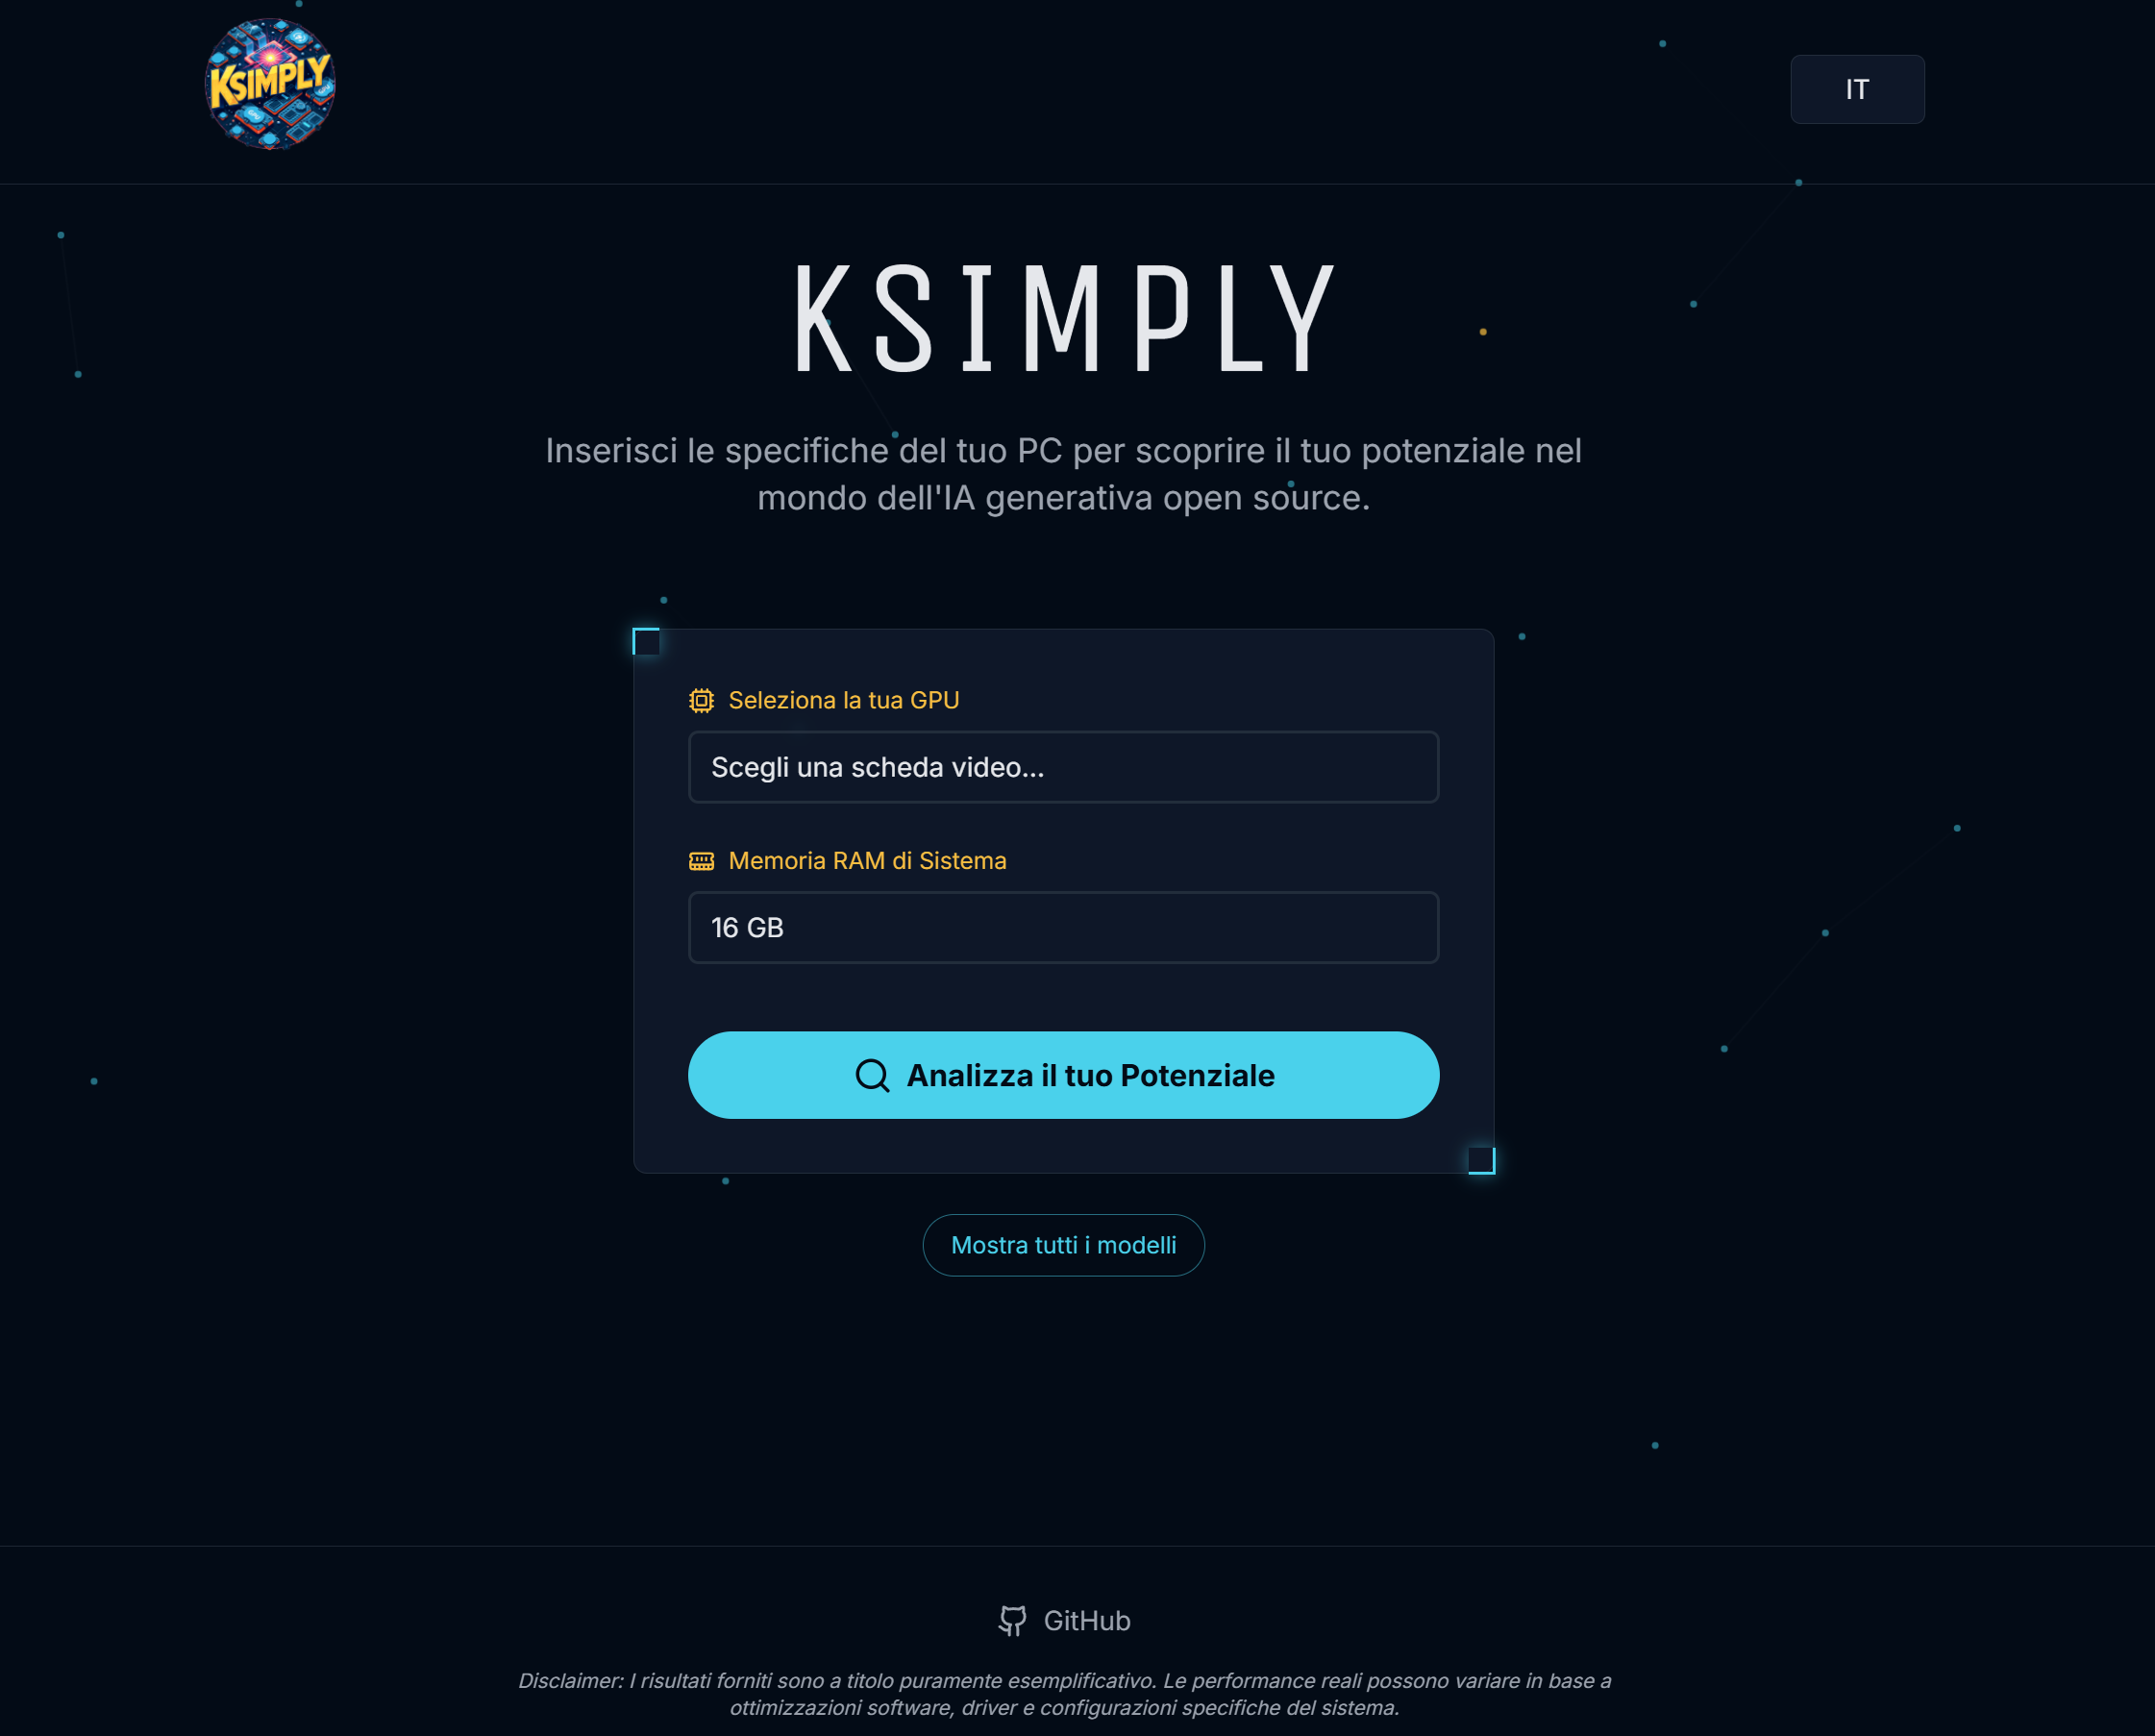 KSIMPLY
IT
KSIMPLY
Inserisci le specifiche del tuo PC per scoprire il tuo potenziale nel
mondo dell'IA generativa open source.
Seleziona la tua GPU
Scegli una scheda video...
Memoria RAM di Sistema
16 GB
Analizza il tuo Potenziale
Mostra tutti i modelli
GitHub
Disclaimer: I risultati forniti sono a titolo puramente esemplificativo. Le performance reali possono variare in base a
ottimizzazioni software, driver e configurazioni specifiche del sistema.